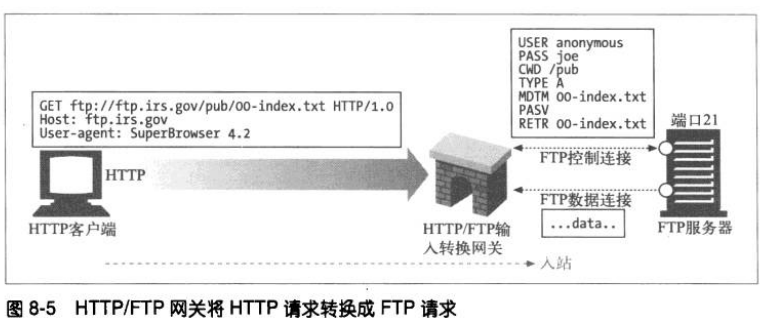 USER anonymous
PASS joe
CWD /pub
TYPE A
MDTM 00-index.txt
PASV
RETR 00-index.txt
端口21
GET ftp://ftp.irs.gov/pub/00-index.txt HTTP/1.0
Host: ftp.irs.gov
User-agent: SuperBrowser 4.2
HTTP
FTP控制连接
FTP数据连接
...data..
HTTP客户端
HTTP/FTP输
入转换网关
FTP服务器
入站
图 8-5 HTTP/FTP 网关将 HTTP 请求转换成 FTP 请求